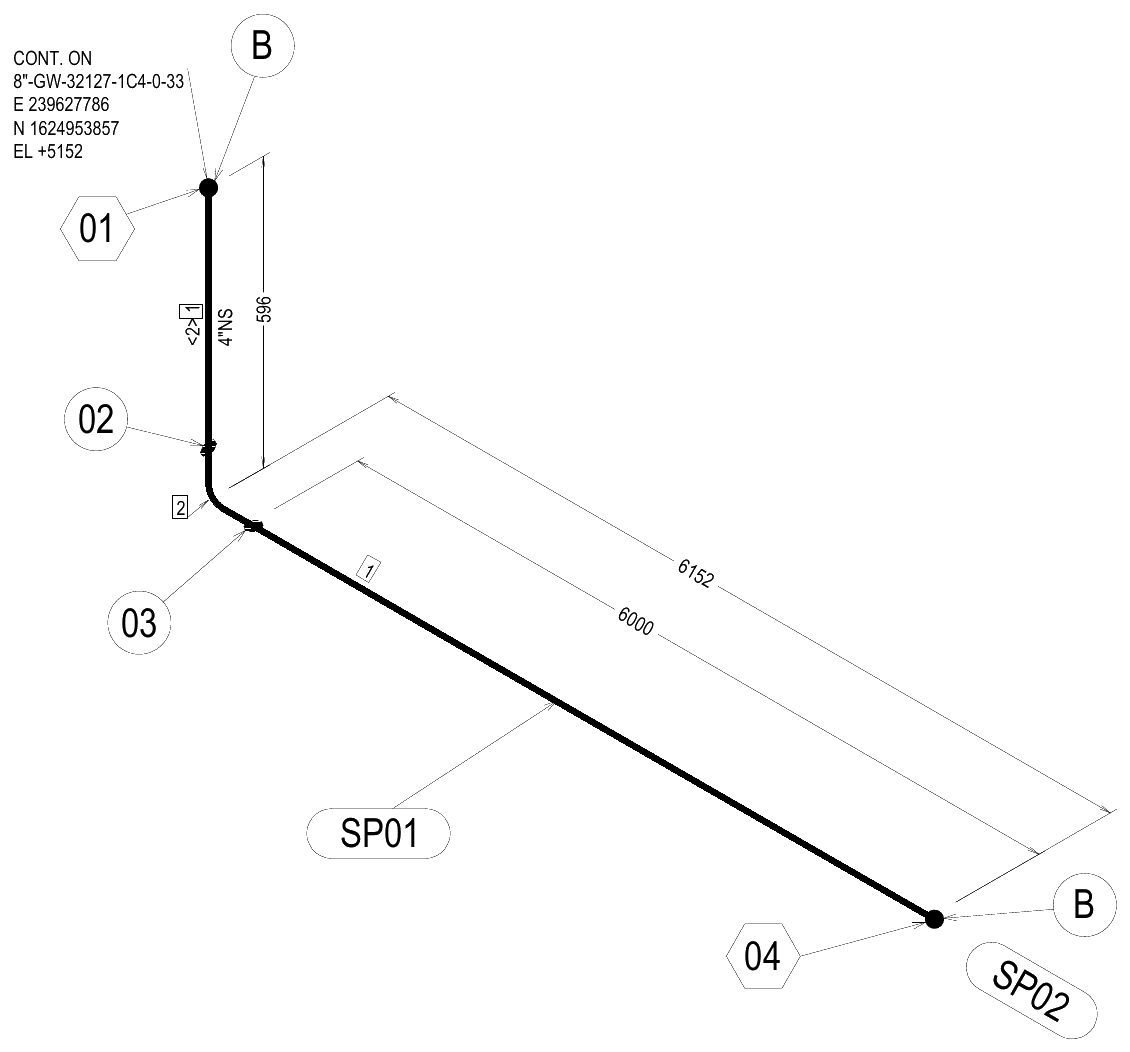 B
CONT. ON
8"-GW-32127-1C4-0-33
E 239627786
N 1624953857
EL +5152
01
<2> 1
4"NS
596
02
2
03
1
6152
6000
SP01
B
04
SP02